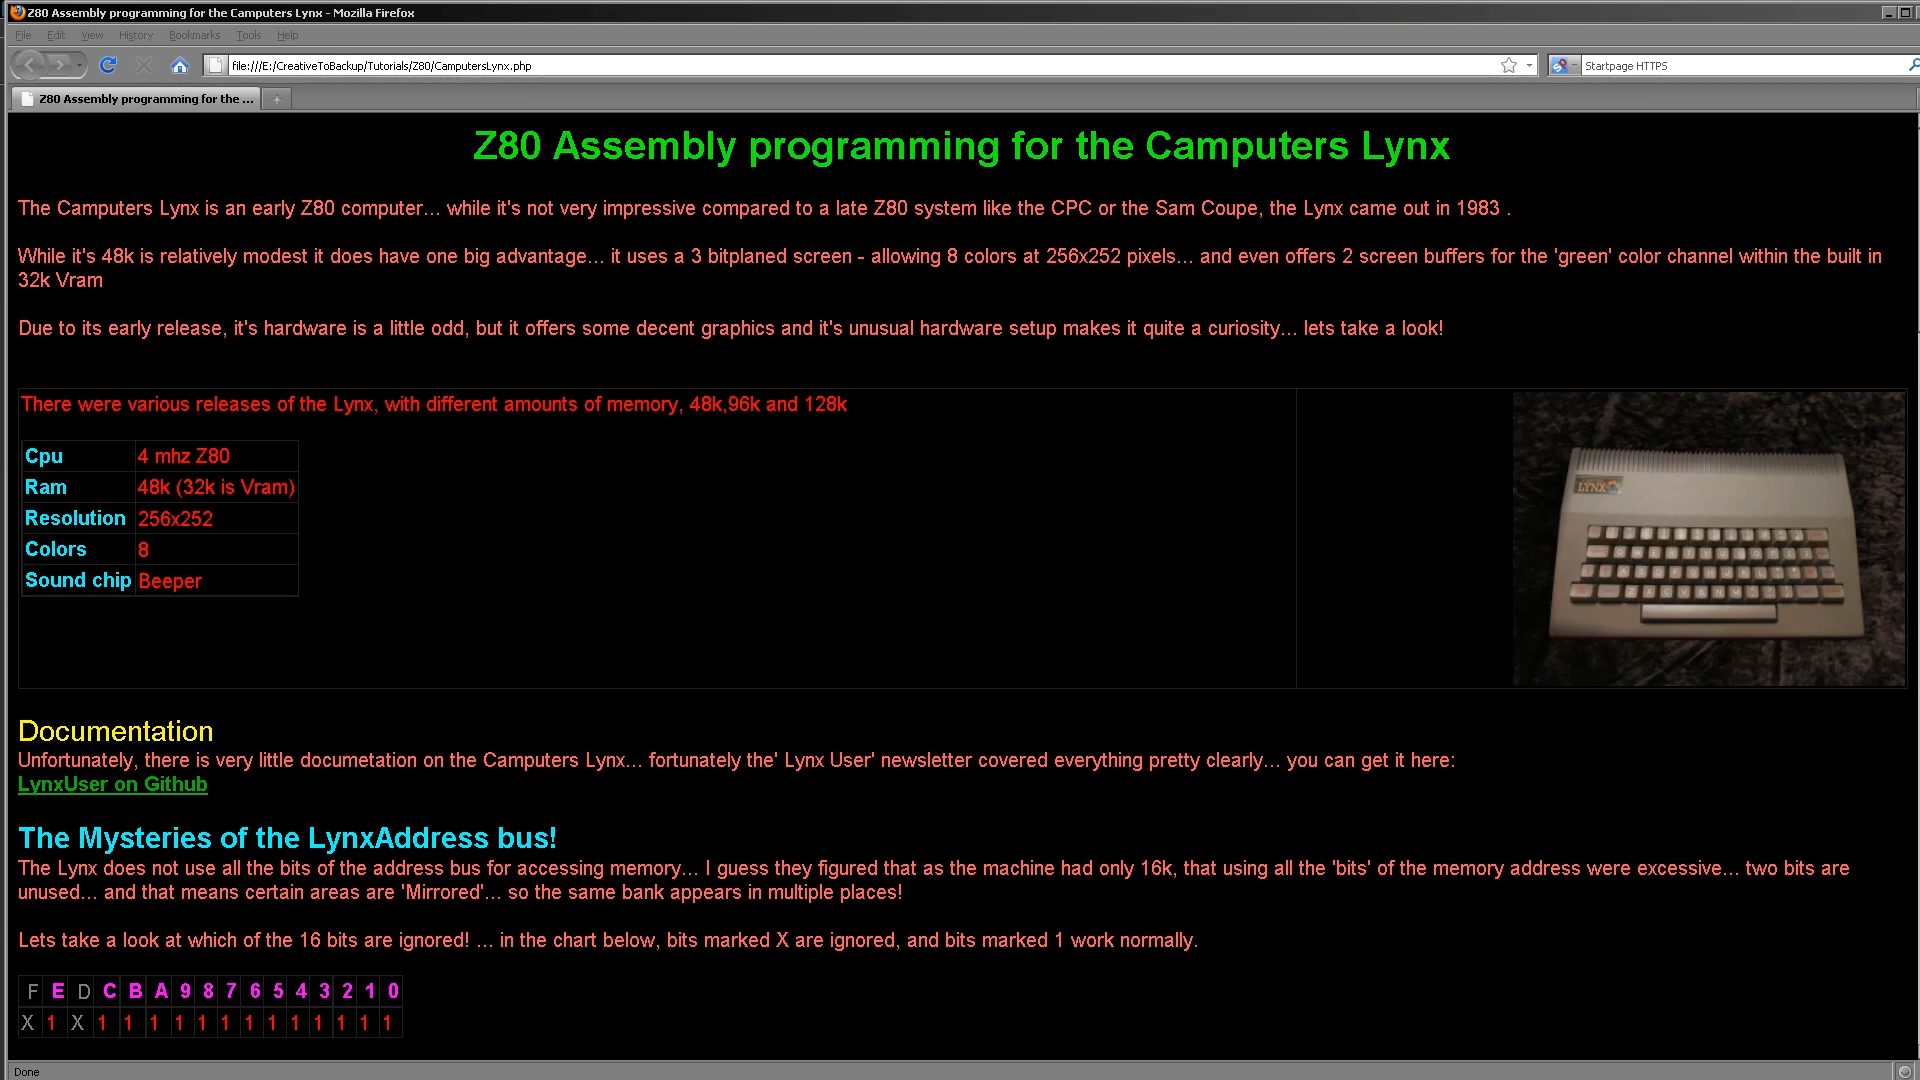 Z80 Assembly programming for the Camputers Lynx - Mozilla Firefox
File Edit View History Bookmarks Tools Help
file:///E:/CreativeToBackup/Tutorials/Z80/CamputersLynx.php
Startpage HTTPS
Z80 Assembly programming for the ...
Z80 Assembly programming for the Camputers Lynx
The Camputers Lynx is an early Z80 computer... while it's not very impressive compared to a late Z80 system like the CPC or the Sam Coupe, the Lynx came out in 1983 .
While it's 48k is relatively modest it does have one big advantage... it uses a 3 bitplaned screen - allowing 8 colors at 256x252 pixels... and even offers 2 screen buffers for the 'green' color channel within the built in
32k Vram
Due to its early release, it's hardware is a little odd, but it offers some decent graphics and it's unusual hardware setup makes it quite a curiosity... lets take a look!
There were various releases of the Lynx, with different amounts of memory, 48k,96k and 128k
Cpu 4 mhz Z80
Ram 48k (32k is Vram)
Resolution 256x252
Colors 8
Sound chip Beeper
LYNX
Documentation
Unfortunately, there is very little documetation on the Camputers Lynx... fortunately the' Lynx User' newsletter covered everything pretty clearly... you can get it here:
LynxUser on Github
The Mysteries of the LynxAddress bus!
The Lynx does not use all the bits of the address bus for accessing memory... I guess they figured that as the machine had only 16k, that using all the 'bits' of the memory address were excessive... two bits are
unused... and that means certain areas are 'Mirrored'... so the same bank appears in multiple places!
Lets take a look at which of the 16 bits are ignored! ... in the chart below, bits marked X are ignored, and bits marked 1 work normally.
F E D C B A 9 8 7 6 5 4 3 2 1 0
X 1 X 1 1 1 1 1 1 1 1 1 1 1 1 1
Done